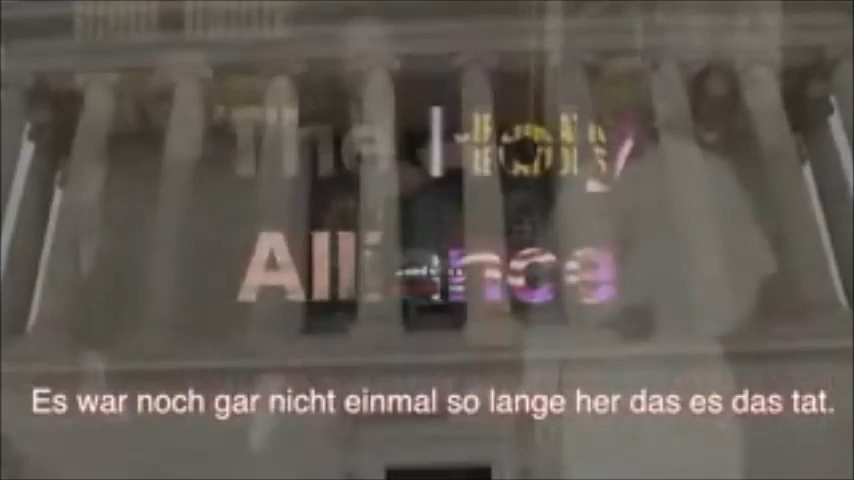 The
Alliance
Es war noch gar nicht einmal so lange her das es das tat.